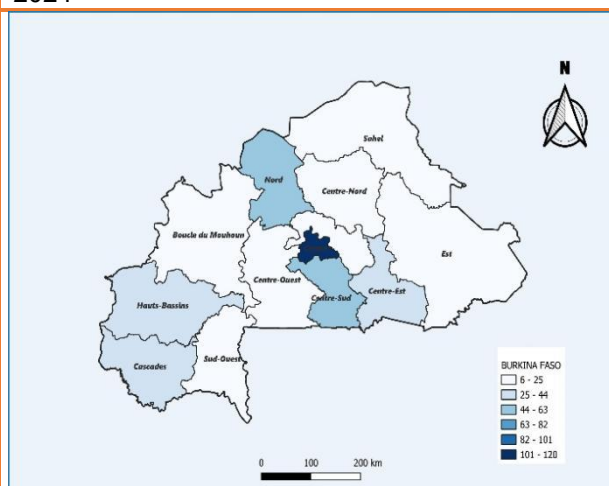 N
Sahel
Nord
Centre-Nord
Boucle du Mouhoun
Est
Centre-Ouest
Centre-Sud
Centre-Est
Hauts-Bassins
Cascades
Sud-Ouest
BURKINA FASO
6 - 25
25 - 44
44 - 63
63 - 82
82 - 101
101 - 120
0 100 200 km